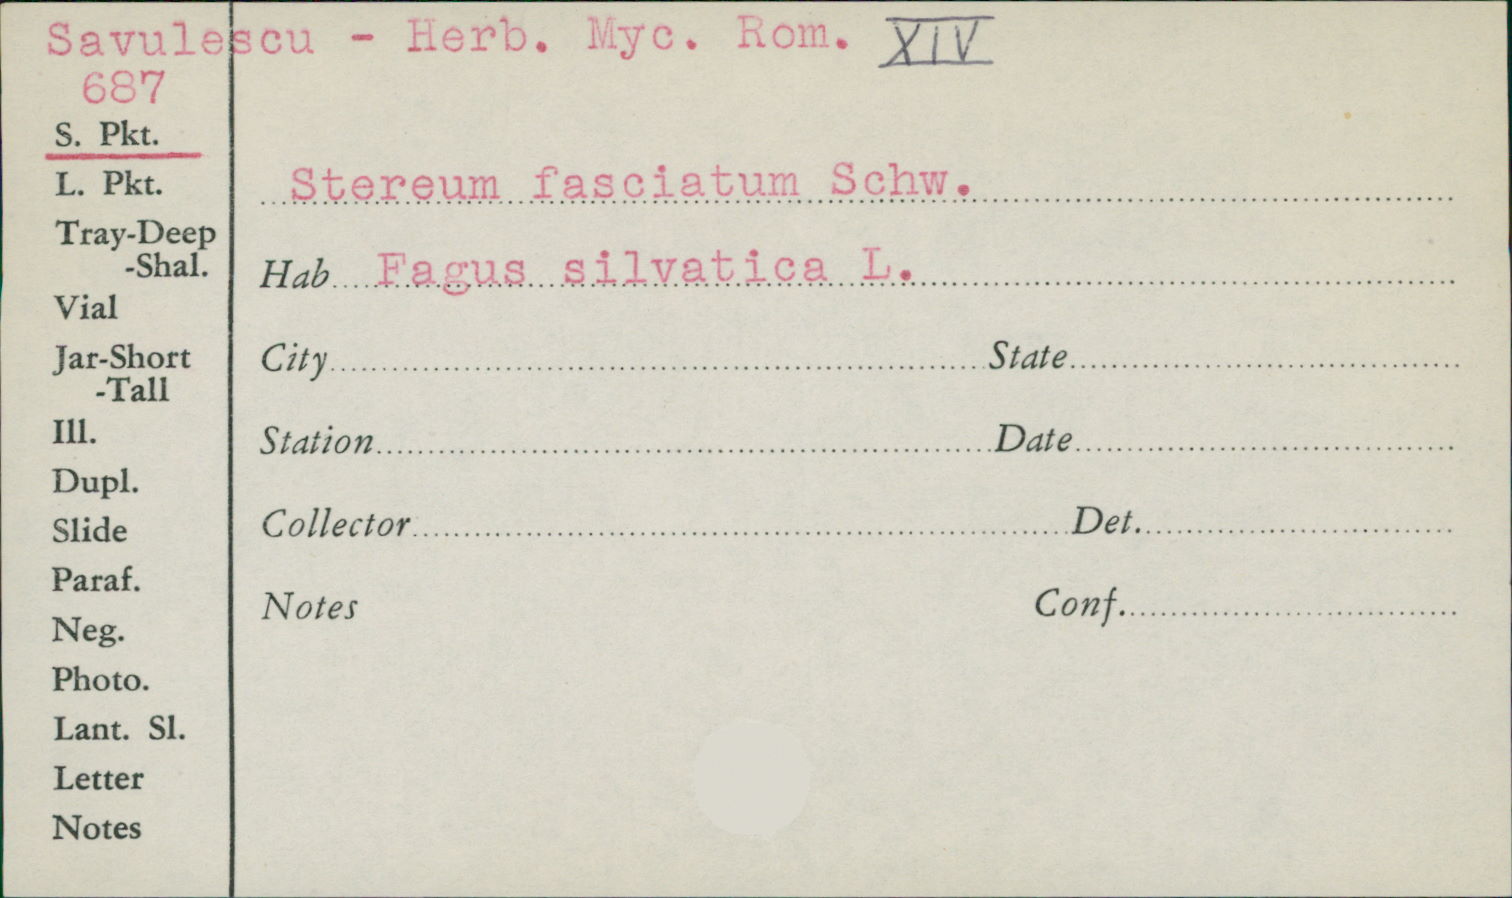 Savulescu - Herb. Myc. Rom. XIV
687
S. Pkt.
L. Pkt.
Tray-Deep
-Shal.
Vial
Jar-Short
-Tall
Ill.
Dupl.
Slide
Paraf.
Neg.
Photo.
Lant. Sl.
Letter
Notes
Stereum fasciatum Schw.
Hab Fagus silvatica L.
City State
Station Date
Collector Det.
Notes Conf.